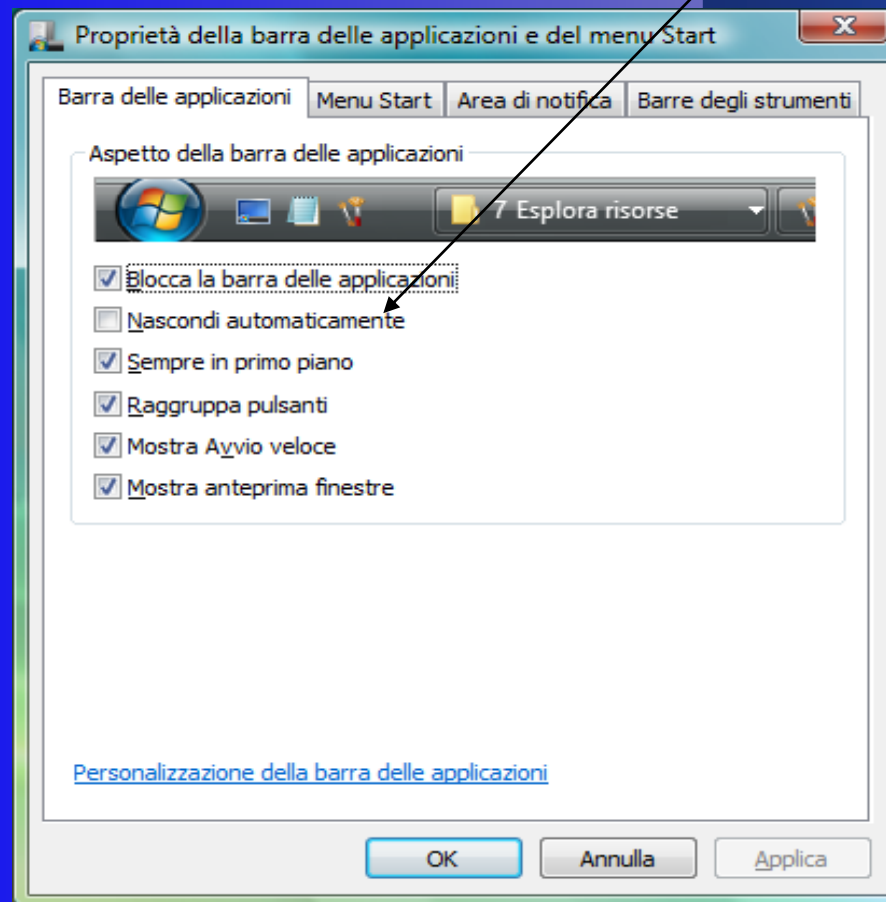 Proprietà della barra delle applicazioni e del menu Start
Barra delle applicazioni Menu Start Area di notifica Barre degli strumenti
Aspetto della barra delle applicazioni
7 Esplora risorse
Blocca la barra delle applicazioni
Nascondi automaticamente
Sempre in primo piano
Raggruppa pulsanti
Mostra Avvio veloce
Mostra anteprima finestre
Personalizzazione della barra delle applicazioni
OK Annulla Applica